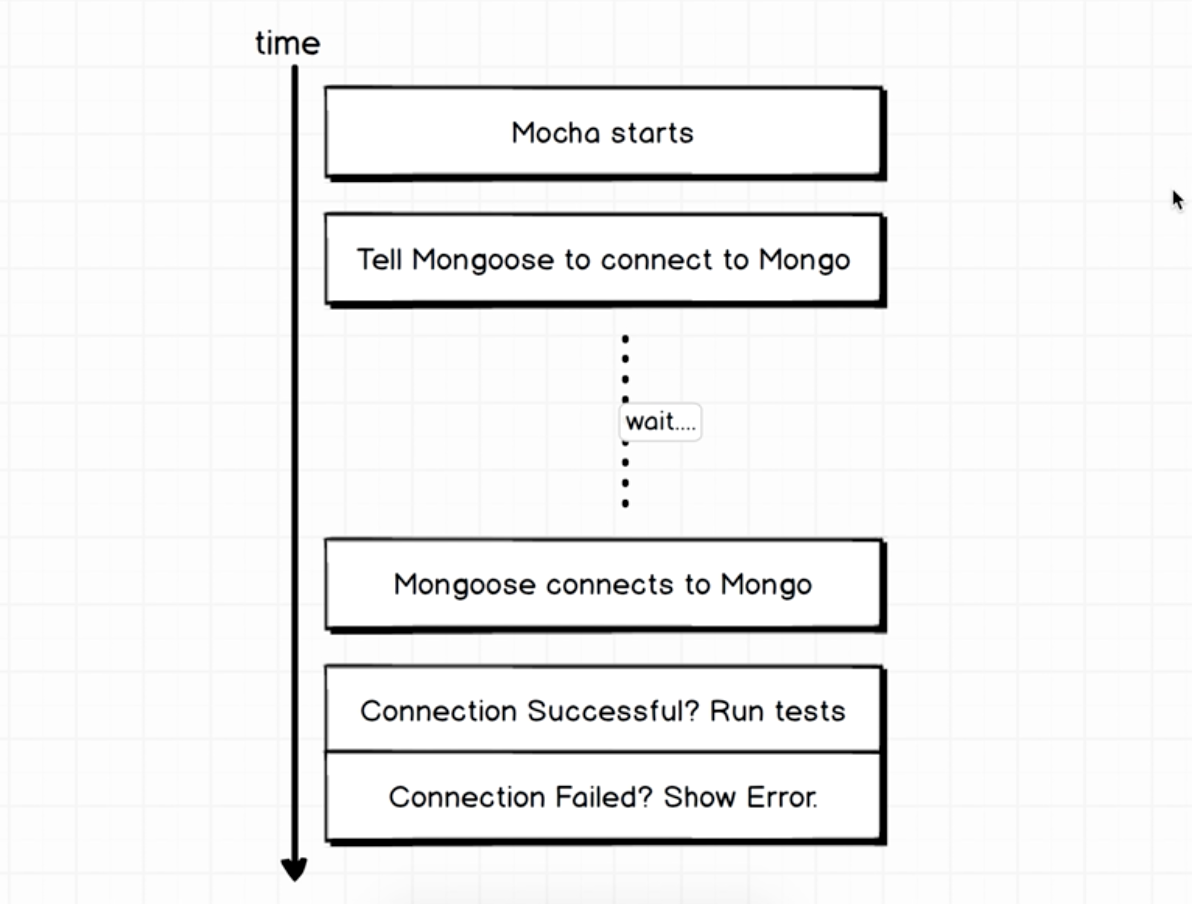 time
Mocha starts
Tell Mongoose to connect to Mongo
wait....
Mongoose connects to Mongo
Connection Successful? Run tests
Connection Failed? Show Error.